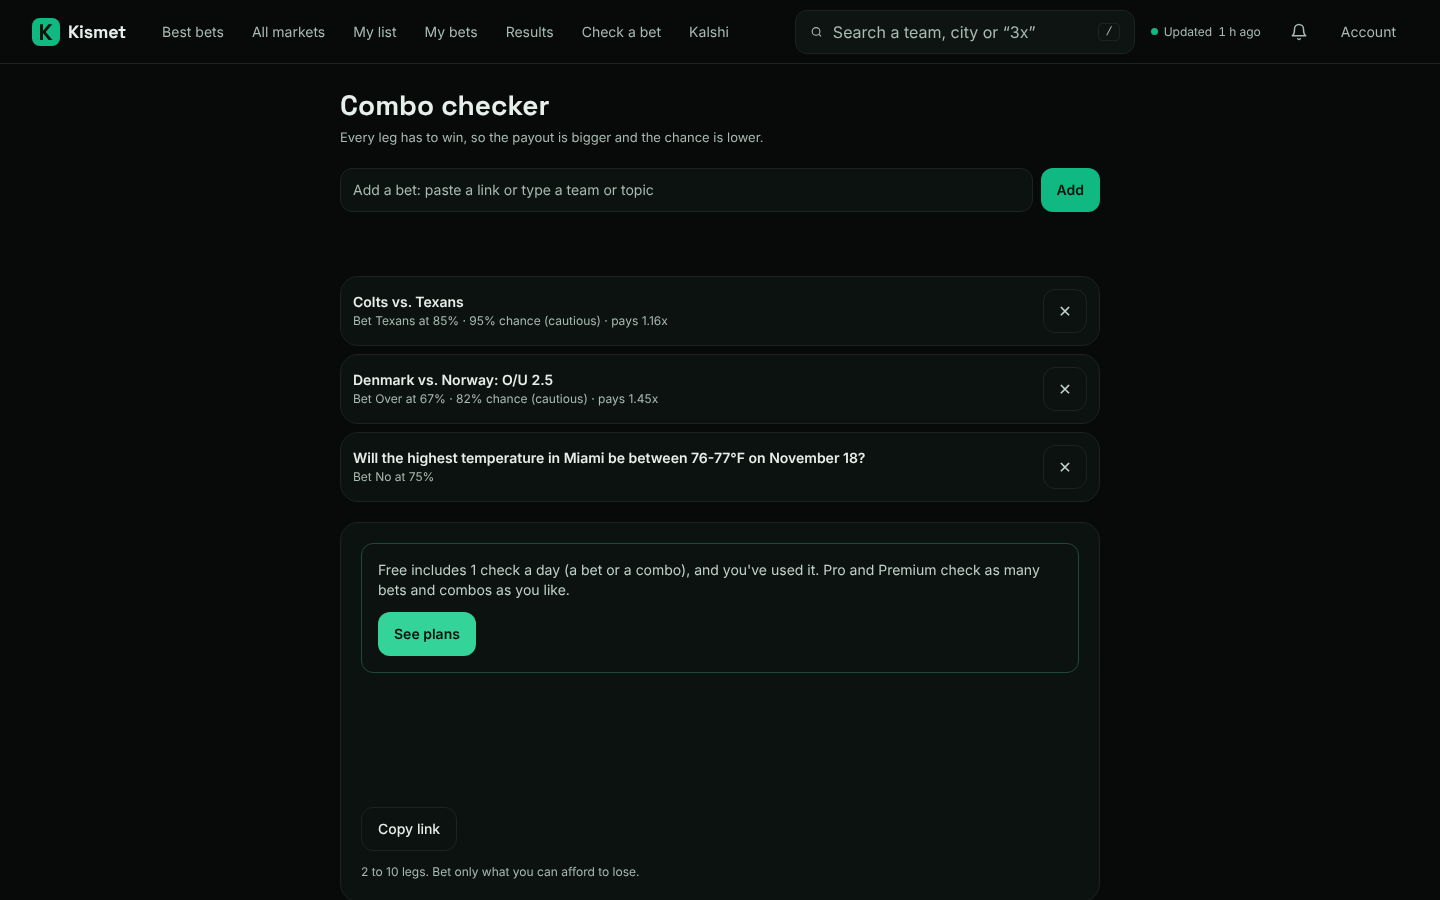 K Kismet
Best bets
All markets
My list
My bets
Results
Check a bet
Kalshi
Search a team, city or “3x”
/
Updated 1 h ago
Account
Combo checker
Every leg has to win, so the payout is bigger and the chance is lower.
Add a bet: paste a link or type a team or topic
Add
Colts vs. Texans
Bet Texans at 85% · 95% chance (cautious) · pays 1.16x
Denmark vs. Norway: O/U 2.5
Bet Over at 67% · 82% chance (cautious) · pays 1.45x
Will the highest temperature in Miami be between 76-77°F on November 18?
Bet No at 75%
Free includes 1 check a day (a bet or a combo), and you've used it. Pro and Premium check as many
bets and combos as you like.
See plans
Copy link
2 to 10 legs. Bet only what you can afford to lose.